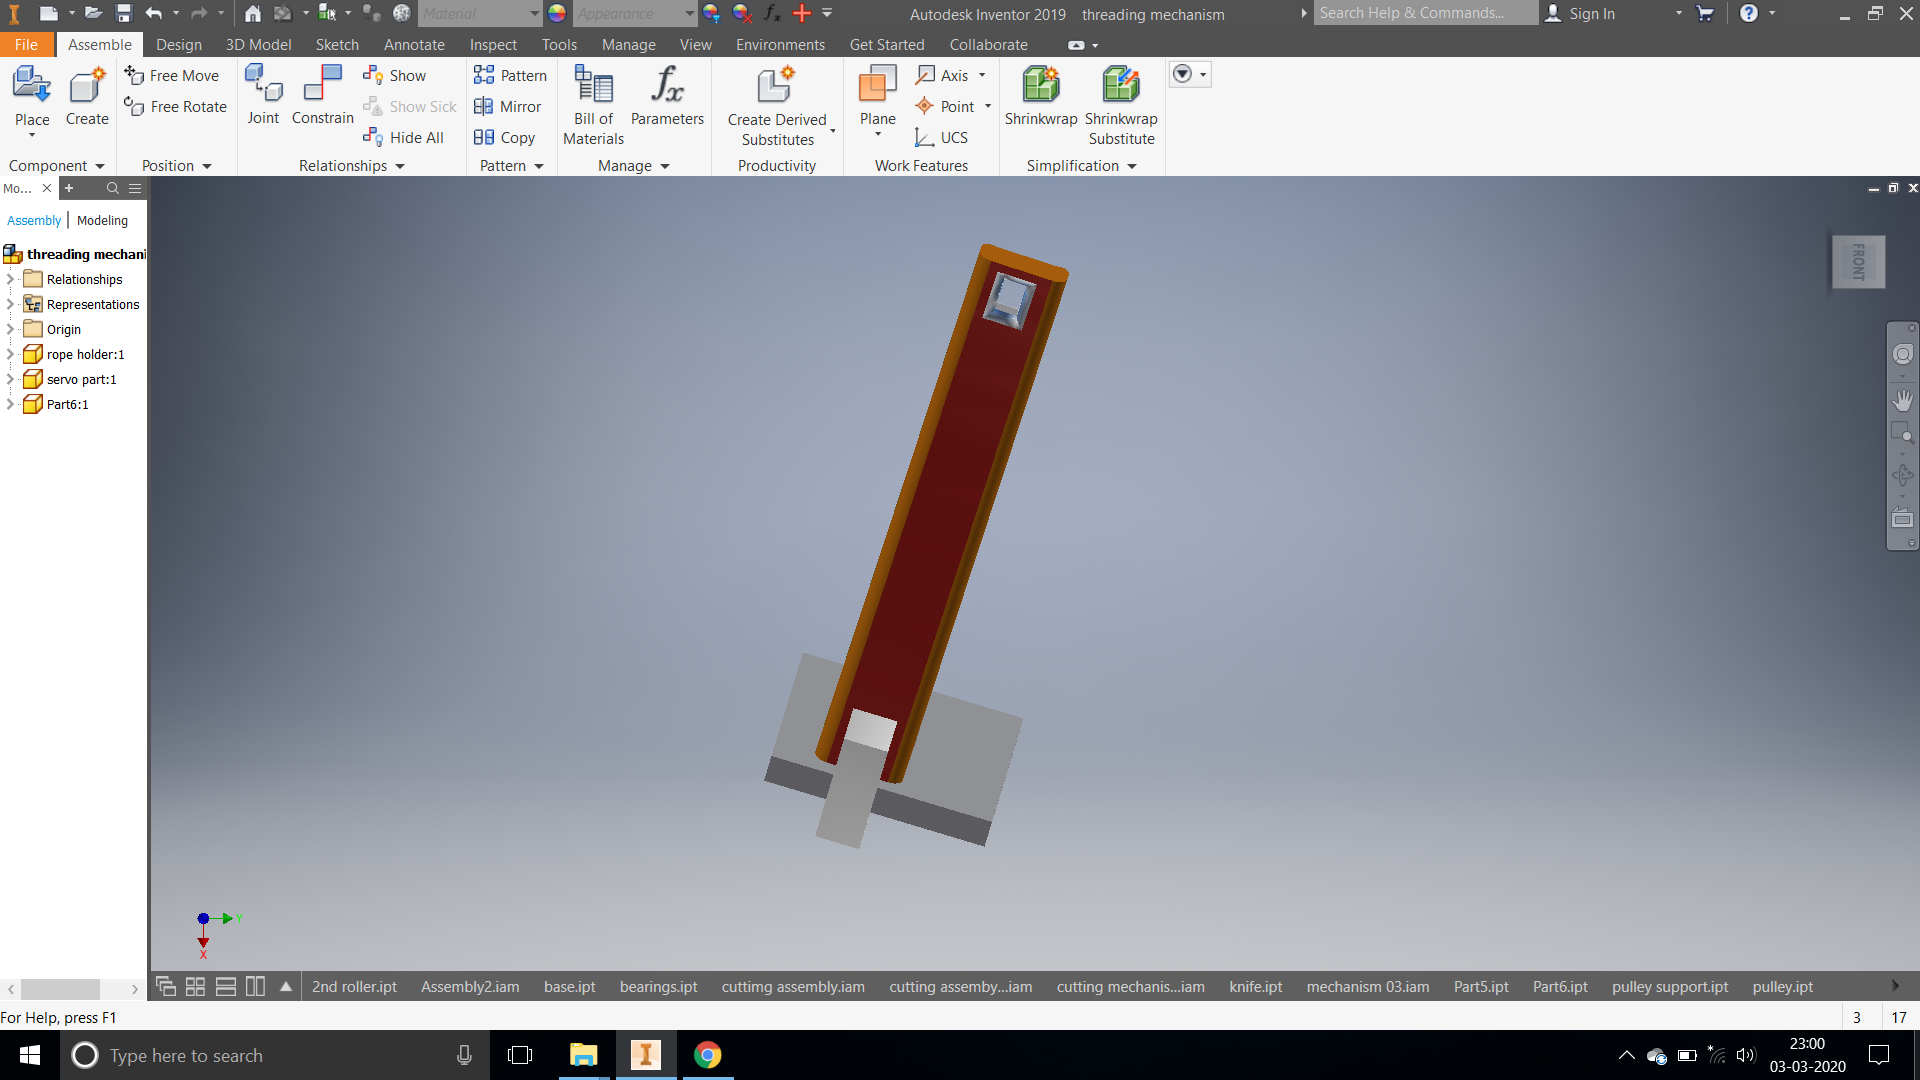 Material
Appearance
Autodesk Inventor 2019 threading mechanism
Search Help & Commands...
Sign In
File
Assemble
Design
3D Model
Sketch
Annotate
Inspect
Tools
Manage
View
Environments
Get Started
Collaborate
Place
Create
Free Move
Free Rotate
Joint
Constrain
Show
Show Sick
Hide All
Pattern
Mirror
Copy
Bill of
Materials
Parameters
Create Derived
Substitutes
Plane
Axis
Point
UCS
Shrinkwrap
Shrinkwrap
Substitute
Component
Position
Relationships
Pattern
Manage
Productivity
Work Features
Simplification
Mo...
Assembly
Modeling
threading mechani
Relationships
Representations
Origin
rope holder:1
servo part:1
Part6:1
FRONT
Y
X
2nd roller.ipt
Assembly2.iam
base.ipt
bearings.ipt
cuttimg assembly.iam
cutting assemby...iam
cutting mechanis...iam
knife.ipt
mechanism 03.iam
Part5.ipt
Part6.ipt
pulley support.ipt
pulley.ipt
For Help, press F1
3
17
Type here to search
23:00
03-03-2020